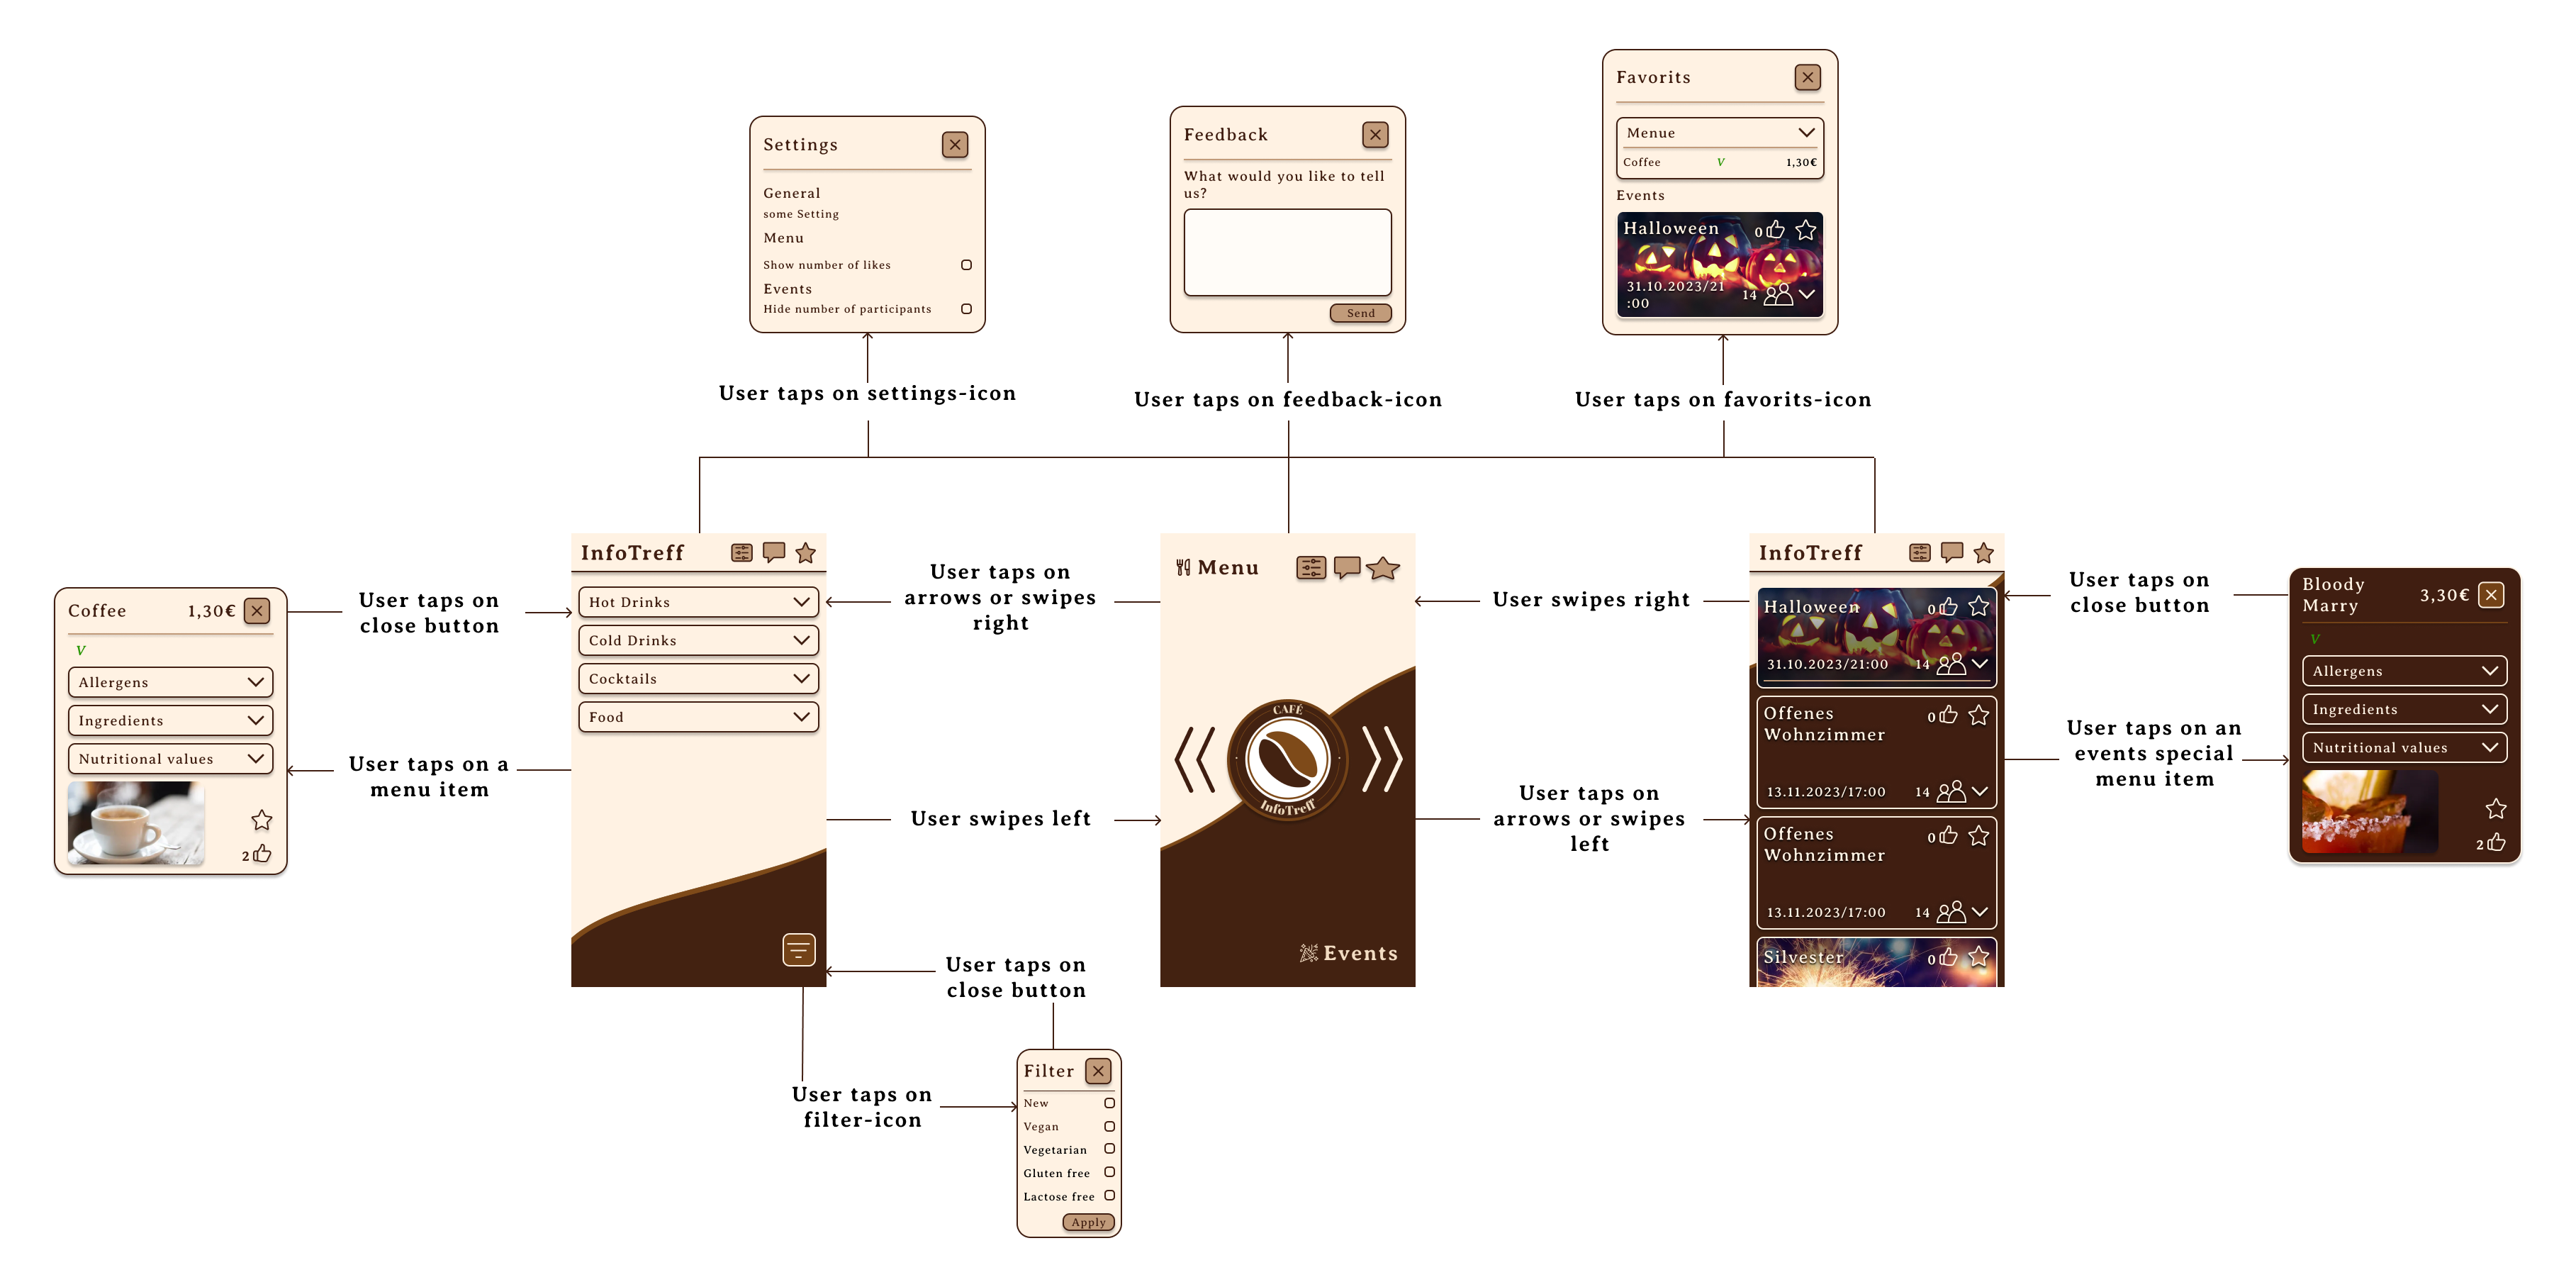 Favorits
Menue
Coffee V 1,30€
Events
Halloween 0
31.10.2023/21
:00
14
Settings
General
some Setting
Menu
Show number of likes
Events
Hide number of participants
Feedback
What would you like to tell
us?
Send
User taps on settings-icon
User taps on feedback-icon
User taps on favorits-icon
Coffee 1,30€
V
Allergens
Ingredients
Nutritional values
2
User taps on
close button
User taps on a
menu item
InfoTreff
Hot Drinks
Cold Drinks
Cocktails
Food
User taps on
arrows or swipes
right
User swipes left
Menu
CAFÉ
InfoTreff
Events
User swipes right
User taps on
arrows or swipes
left
InfoTreff
Halloween 0
31.10.2023/21:00 14
Offenes
Wohnzimmer
0
13.11.2023/17:00 14
Offenes
Wohnzimmer
0
13.11.2023/17:00 14
Silvester 0
User taps on
close button
User taps on an
events special
menu item
Bloody
Marry
3,30€
V
Allergens
Ingredients
Nutritional values
2
User taps on
close button
User taps on
filter-icon
Filter
New
Vegan
Vegetarian
Gluten free
Lactose free
Apply